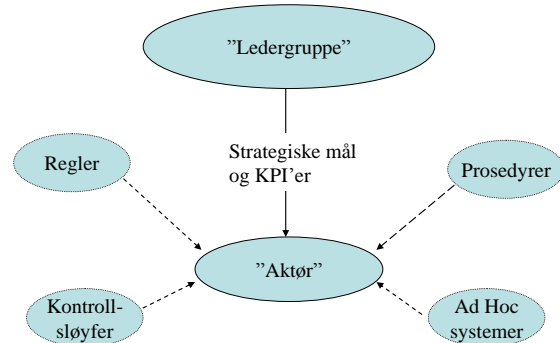 ”Ledergruppe”
Strategiske mål
og KPI’er
Regler
Prosedyrer
”Aktør”
Kontroll-
sløyfer
Ad Hoc
systemer